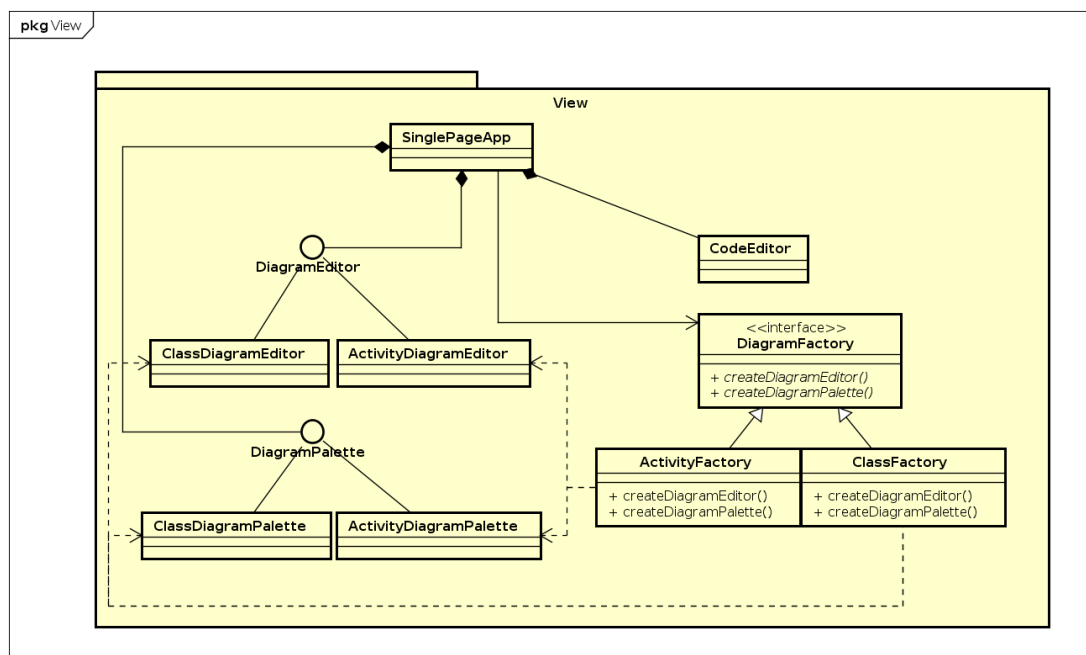 pkg View
View
SinglePageApp
CodeEditor
DiagramEditor
<<interface>>
DiagramFactory
+ createDiagramEditor()
+ createDiagramPalette()
ClassDiagramEditor
ActivityDiagramEditor
DiagramPalette
ActivityFactory
+ createDiagramEditor()
+ createDiagramPalette()
ClassFactory
+ createDiagramEditor()
+ createDiagramPalette()
ClassDiagramPalette
ActivityDiagramPalette